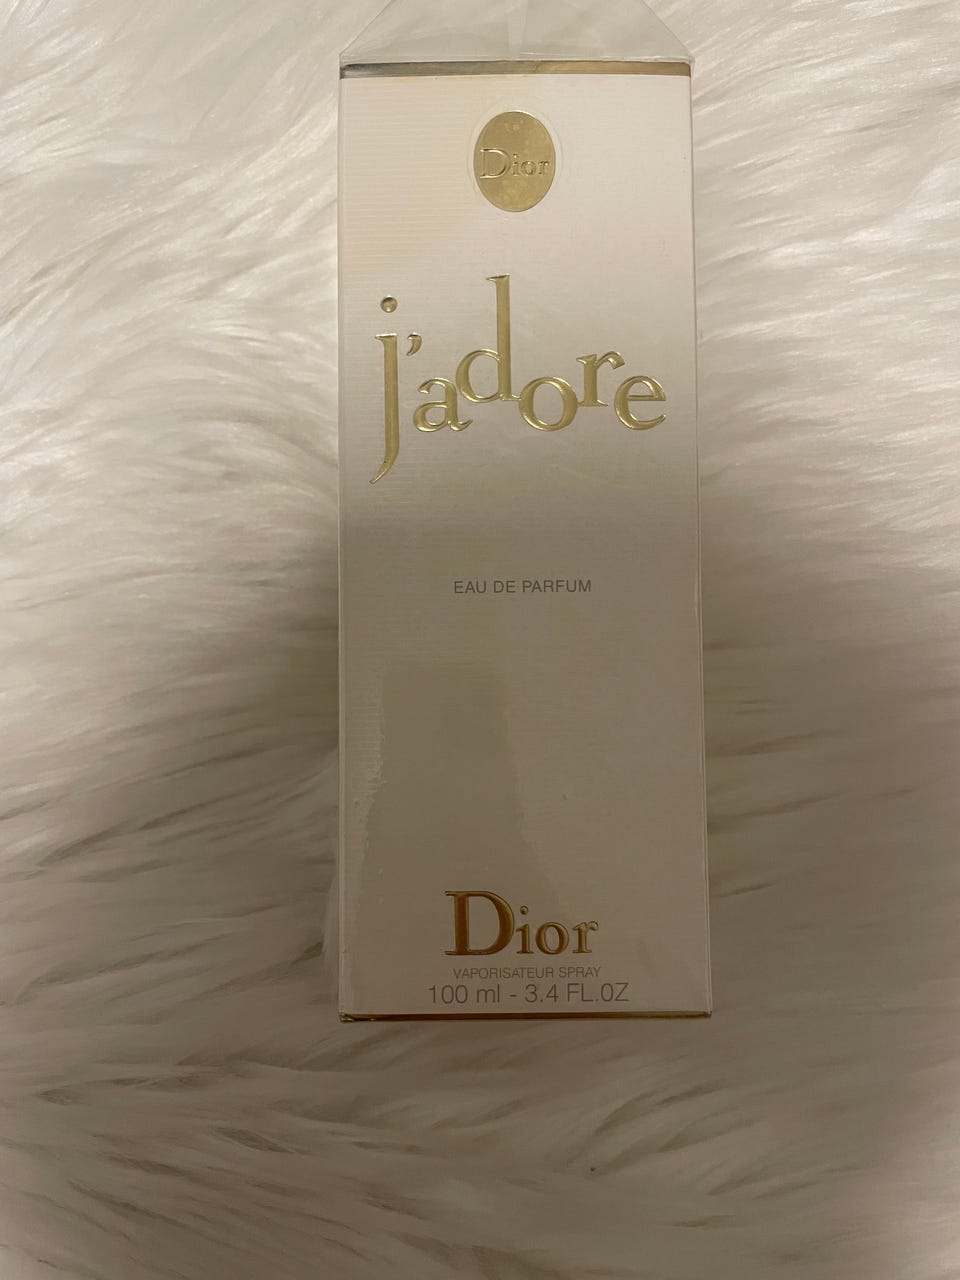 Dior
j'adore
EAU DE PARFUM
Dior
VAPORISATEUR SPRAY
100 ml - 3.4 FL.OZ